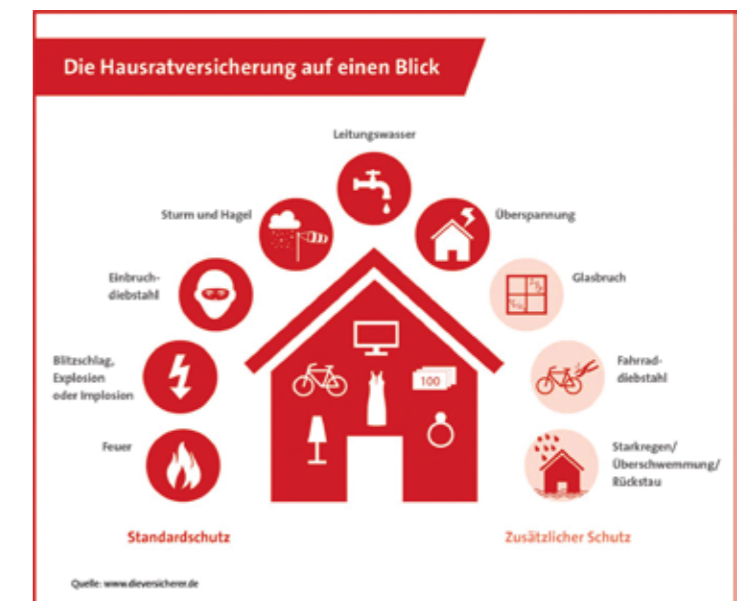 Die Hausratversicherung auf einen Blick
Leitungswasser
Sturm und Hagel
Überspannung
Einbruch-
diebstahl
Glasbruch
Blitzschlag,
Explosion
oder Implosion
Fahrrad-
diebstahl
100
Feuer
Starkregen/
Überschwemmung/
Rückstau
Standardschutz
Zusätzlicher Schutz
Quelle: www.dieversicherer.de